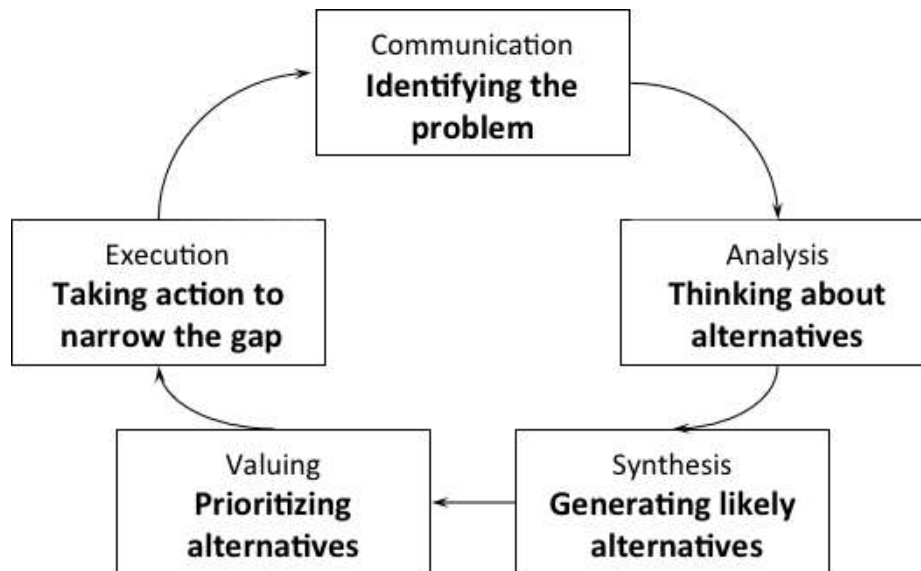 Communication
Identifying the
problem
Analysis
Thinking about
alternatives
Synthesis
Generating likely
alternatives
Valuing
Prioritizing
alternatives
Execution
Taking action to
narrow the gap